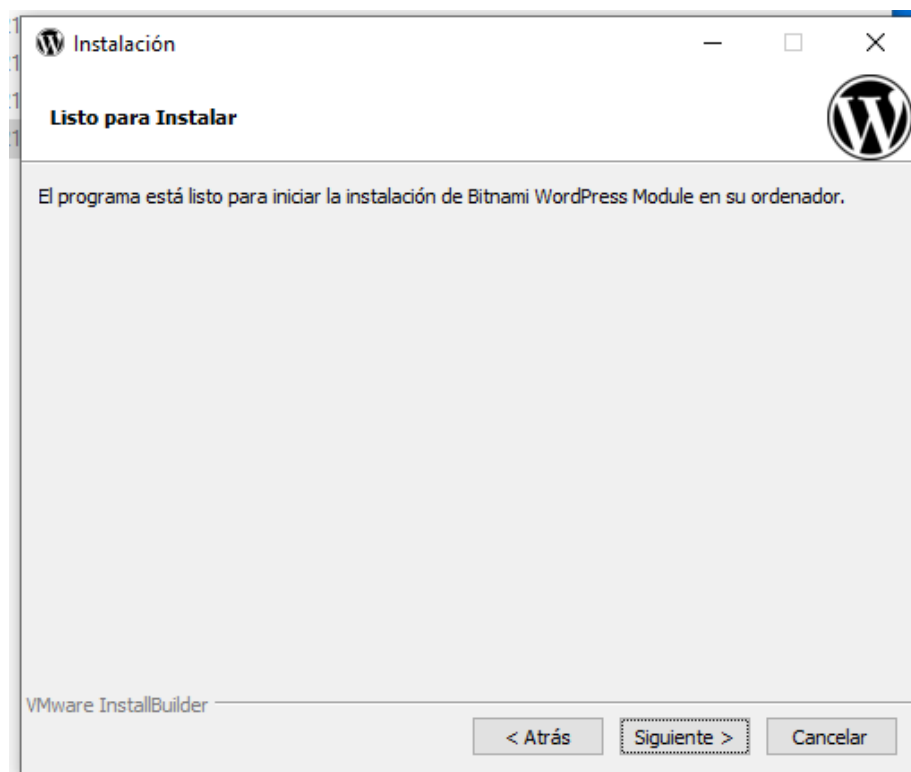 Instalación
Listo para Instalar
El programa está listo para iniciar la instalación de Bitnami WordPress Module en su ordenador.
VMware InstallBuilder
< Atrás
Siguiente >
Cancelar